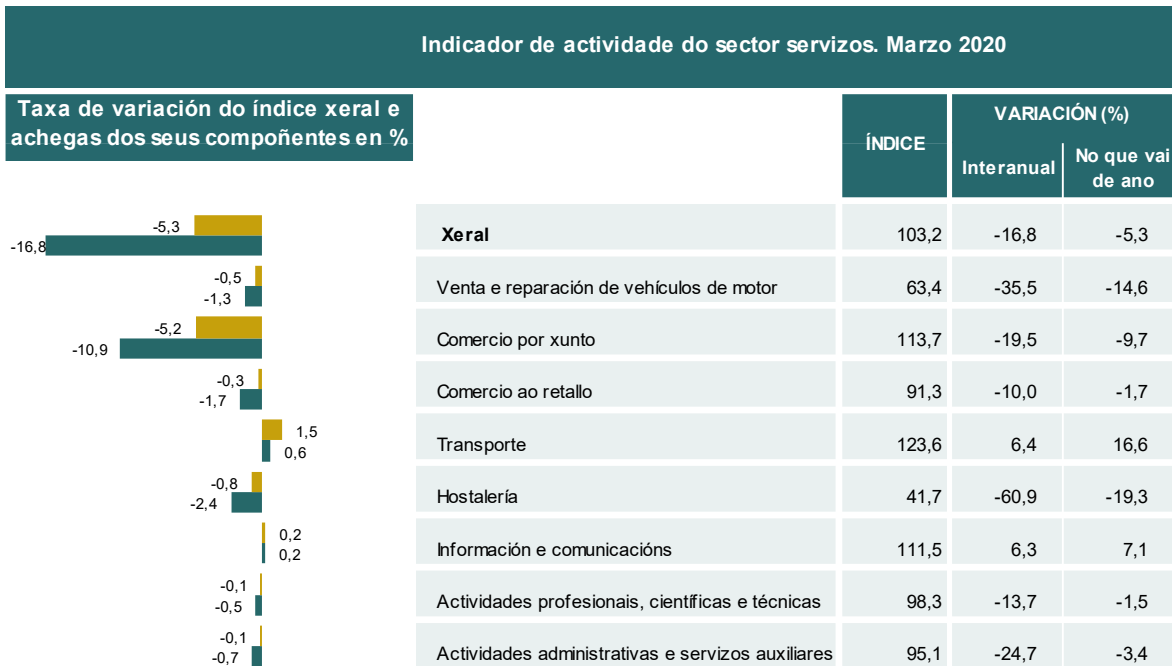 Indicador de actividade do sector servizos. Marzo 2020
Taxa de variación do índice xeral e
achegas dos seus compoñentes en %
ÍNDICE
VARIACIÓN (%)
Interanual
No que vai
de ano
-5,3
-16,8
Xeral 103,2 -16,8 -5,3
-0,5
-1,3
Venta e reparación de vehículos de motor 63,4 -35,5 -14,6
-5,2
-10,9
Comercio por xunto 113,7 -19,5 -9,7
-0,3
-1,7
Comercio ao retallo 91,3 -10,0 -1,7
1,5
0,6
Transporte 123,6 6,4 16,6
-0,8
-2,4
Hostalería 41,7 -60,9 -19,3
0,2
0,2
Información e comunicacións 111,5 6,3 7,1
-0,1
-0,5
Actividades profesionais, científicas e técnicas 98,3 -13,7 -1,5
-0,1
-0,7
Actividades administrativas e servizos auxiliares 95,1 -24,7 -3,4